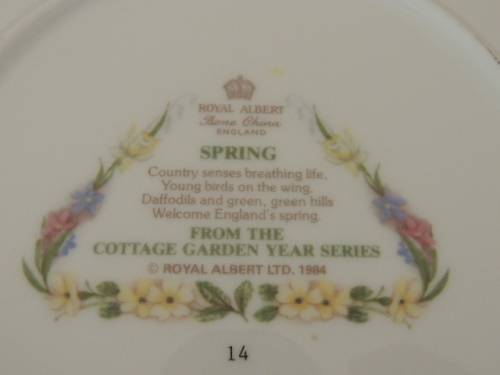 ROYAL ALBERT
Bone China
ENGLAND
SPRING
Country senses breathing life,
Young birds on the wing.
Daffodils and green, green hills
Welcome England's spring.
FROM THE
COTTAGE GARDEN YEAR SERIES
© ROYAL ALBERT LTD. 1984
14